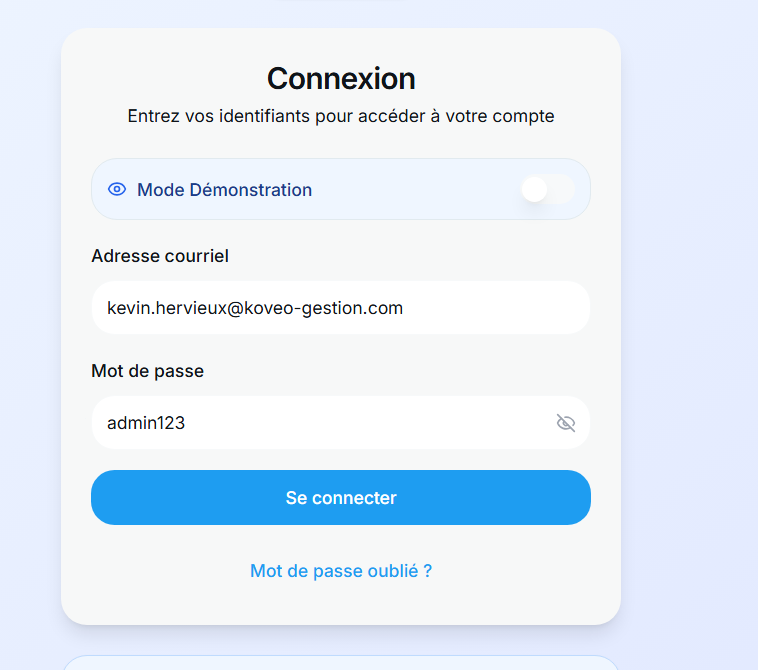 Connexion
Entrez vos identifiants pour accéder à votre compte
Mode Démonstration
Adresse courriel
kevin.hervieux@koveo-gestion.com
Mot de passe
admin123
Se connecter
Mot de passe oublié ?